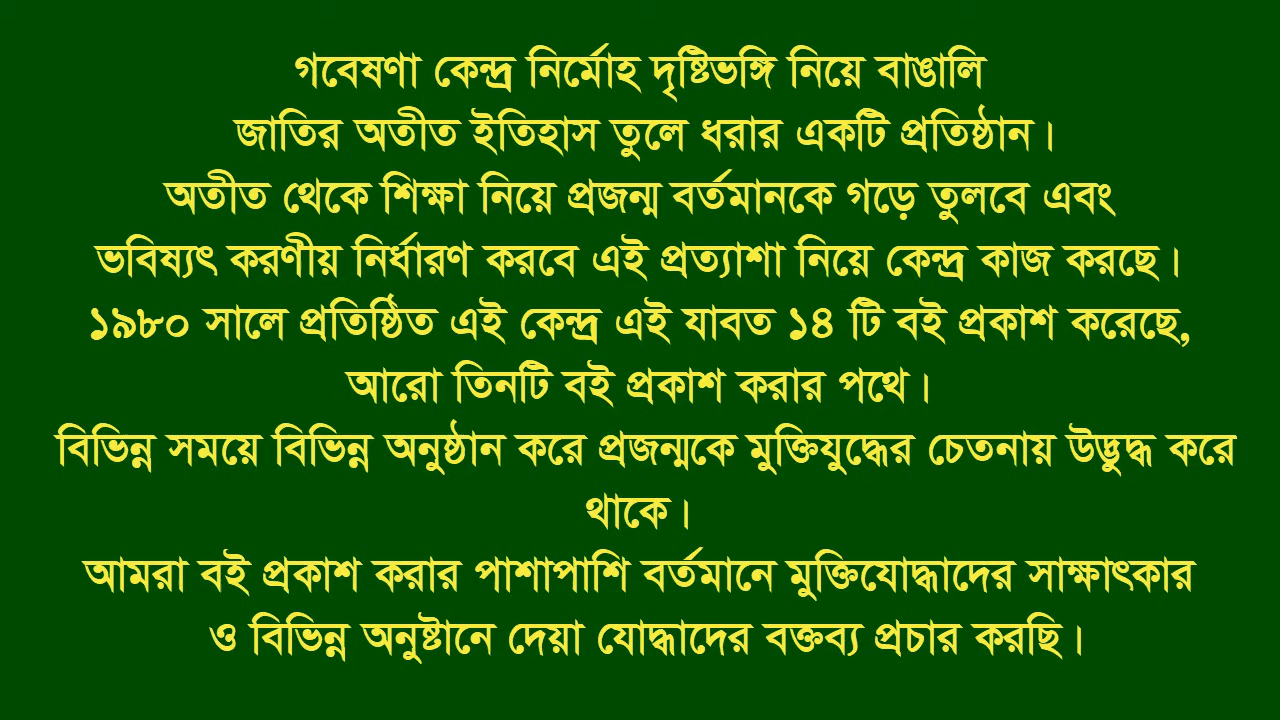 গবেষণা কেন্দ্র নির্মোহ দৃষ্টিভঙ্গি নিয়ে বাঙালি
জাতির অতীত ইতিহাস তুলে ধরার একটি প্রতিষ্ঠান।
অতীত থেকে শিক্ষা নিয়ে প্রজন্ম বর্তমানকে গড়ে তুলবে এবং
ভবিষ্যৎ করণীয় নির্ধারণ করবে এই প্রত্যাশা নিয়ে কেন্দ্র কাজ করছে।
১৯৮০ সালে প্রতিষ্ঠিত এই কেন্দ্র এই যাবত ১৪ টি বই প্রকাশ করেছে,
আরো তিনটি বই প্রকাশ করার পথে।
বিভিন্ন সময়ে বিভিন্ন অনুষ্ঠান করে প্রজন্মকে মুক্তিযুদ্ধের চেতনায় উদ্ভুদ্ধ করে
থাকে।
আমরা বই প্রকাশ করার পাশাপাশি বর্তমানে মুক্তিযোদ্ধাদের সাক্ষাৎকার
ও বিভিন্ন অনুষ্টানে দেয়া যোদ্ধাদের বক্তব্য প্রচার করছি।